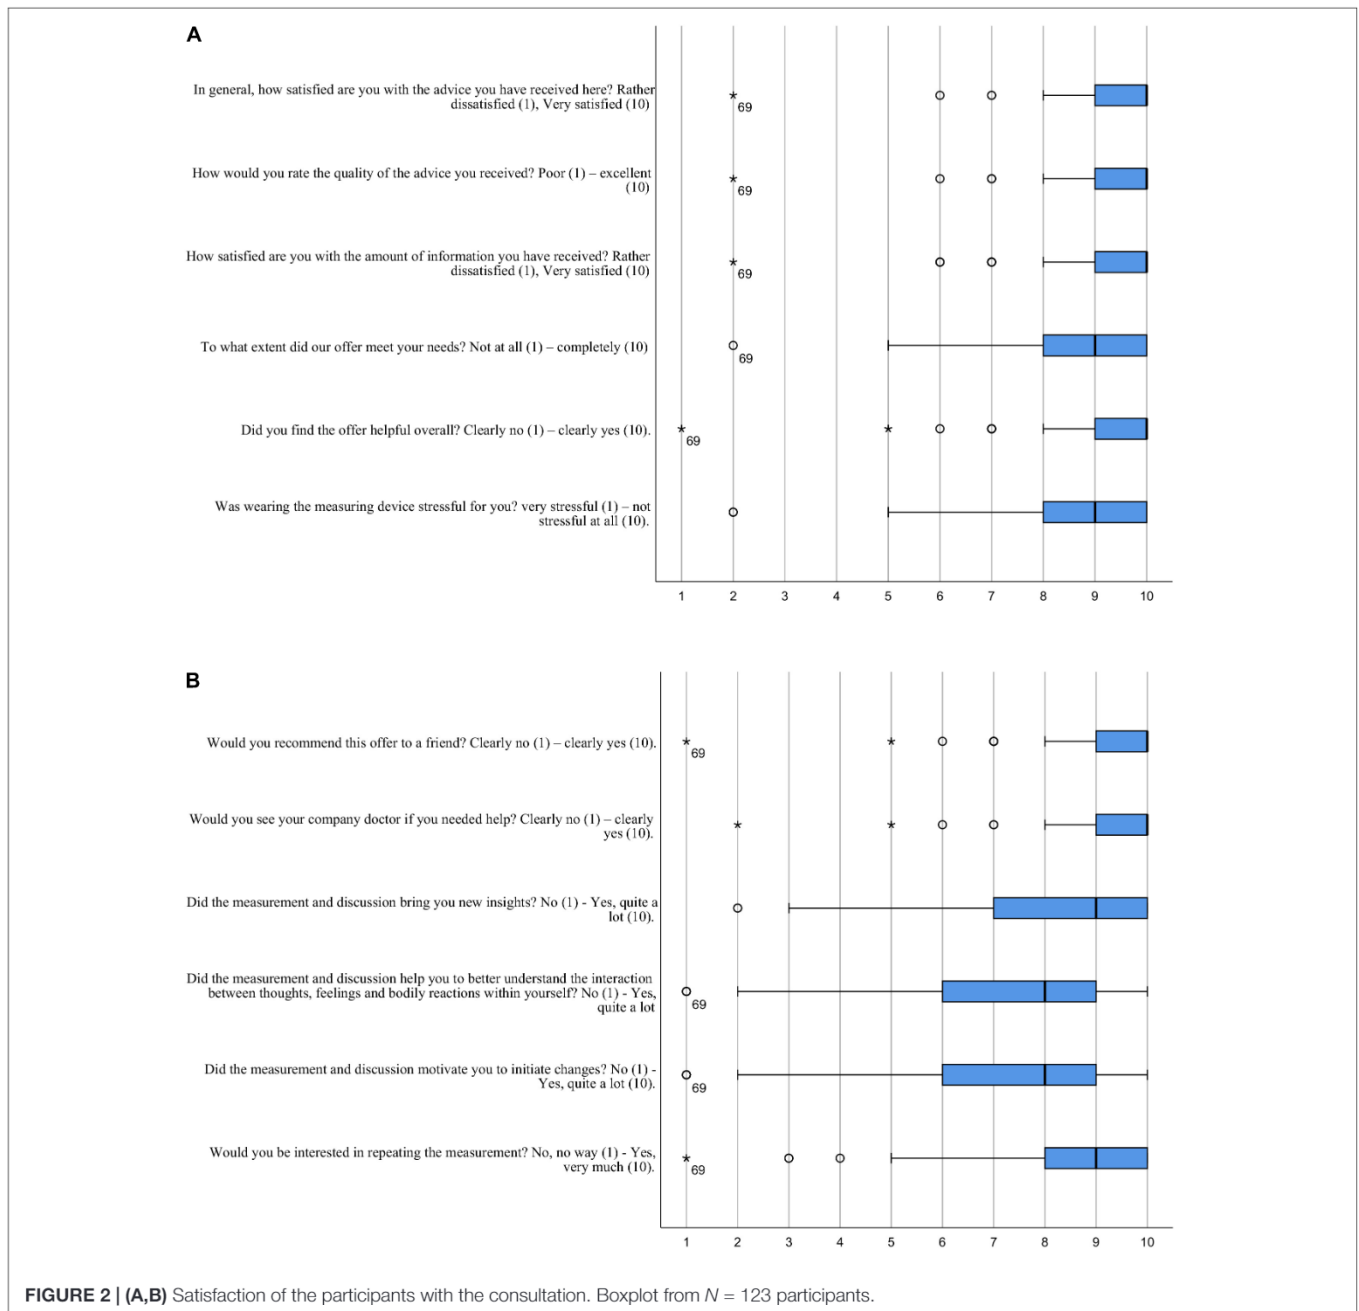 A
In general, how satisfied are you with the advice you have received here? Rather
dissatisfied (1), Very satisfied (10)
* 69
How would you rate the quality of the advice you received? Poor (1) – excellent
(10)
* 69
How satisfied are you with the amount of information you have received? Rather
dissatisfied (1), Very satisfied (10)
* 69
To what extent did our offer meet your needs? Not at all (1) – completely (10)
69
Did you find the offer helpful overall? Clearly no (1) – clearly yes (10).
* 69 *
Was wearing the measuring device stressful for you? very stressful (1) – not
stressful at all (10).
1 2 3 4 5 6 7 8 9 10
B
Would you recommend this offer to a friend? Clearly no (1) – clearly yes (10).
* 69 *
Would you see your company doctor if you needed help? Clearly no (1) – clearly
yes (10).
* *
Did the measurement and discussion bring you new insights? No (1) - Yes, quite a
lot (10).
Did the measurement and discussion help you to better understand the interaction
between thoughts, feelings and bodily reactions within yourself? No (1) - Yes,
quite a lot
69
Did the measurement and discussion motivate you to initiate changes? No (1) -
Yes, quite a lot (10).
69
Would you be interested in repeating the measurement? No, no way (1) - Yes,
very much (10).
* 69
1 2 3 4 5 6 7 8 9 10
FIGURE 2 | (A,B) Satisfaction of the participants with the consultation. Boxplot from N = 123 participants.